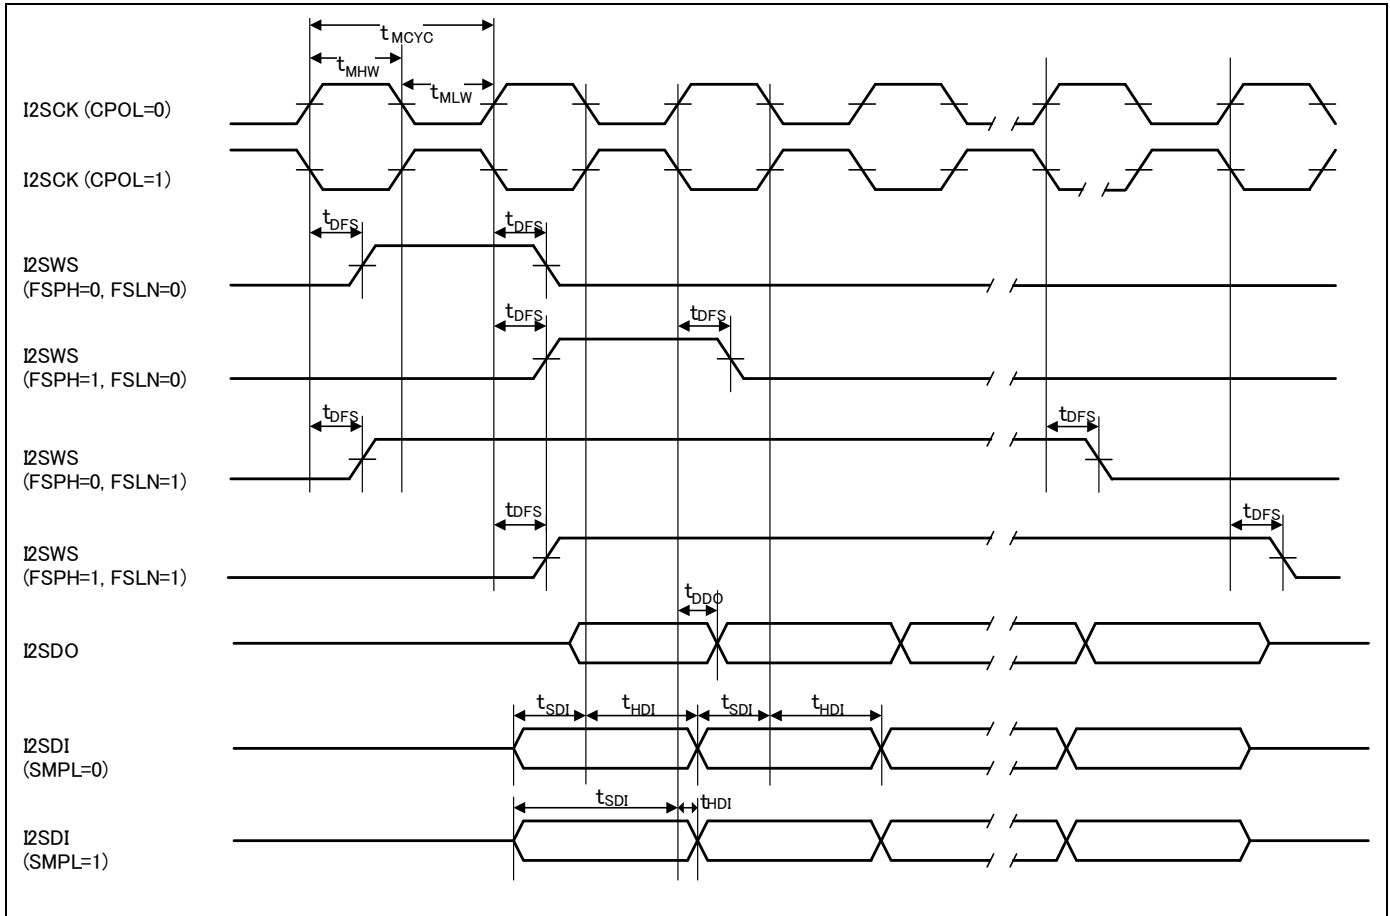 tMCYC
tMHW
tMLW
I2SCK (CPOL=0)
I2SCK (CPOL=1)
tDFS tDFS
I2SWS
(FSPH=0, FSLN=0)
tDFS tDFS
I2SWS
(FSPH=1, FSLN=0)
tDFS tDFS
I2SWS
(FSPH=0, FSLN=1)
tDFS tDFS
I2SWS
(FSPH=1, FSLN=1)
tDDO
I2SDO
tSDI tHDI tSDI tHDI
I2SDI
(SMPL=0)
tSDI tHDI
I2SDI
(SMPL=1)